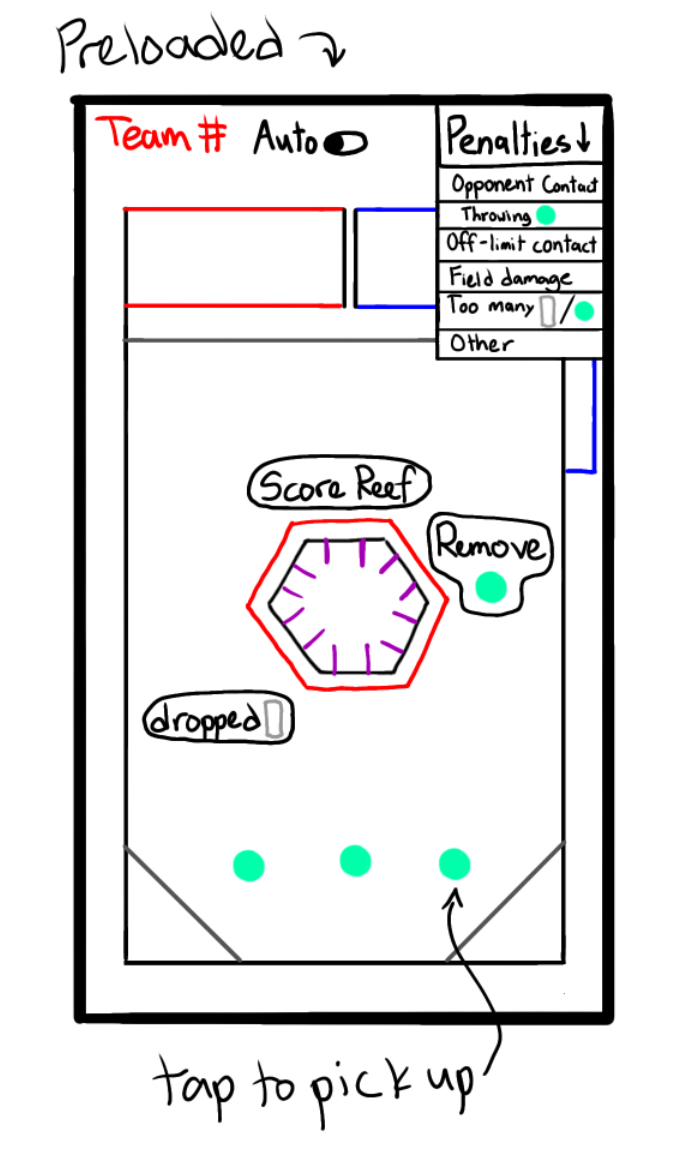 Preloaded
Team # Auto
Penalties ↓
Opponent Contact
Throwing
Off-limit contact
Field damage
Too many /
Other
Score Reef
Remove
dropped
tap to pick up